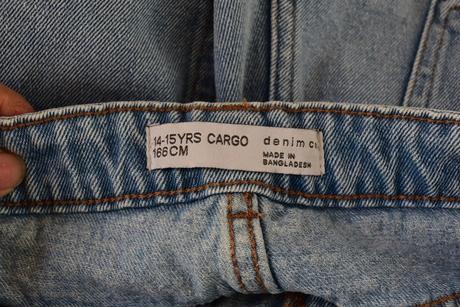 14-15YRS CARGO
166CM
denim c
MADE IN
BANGLADESH